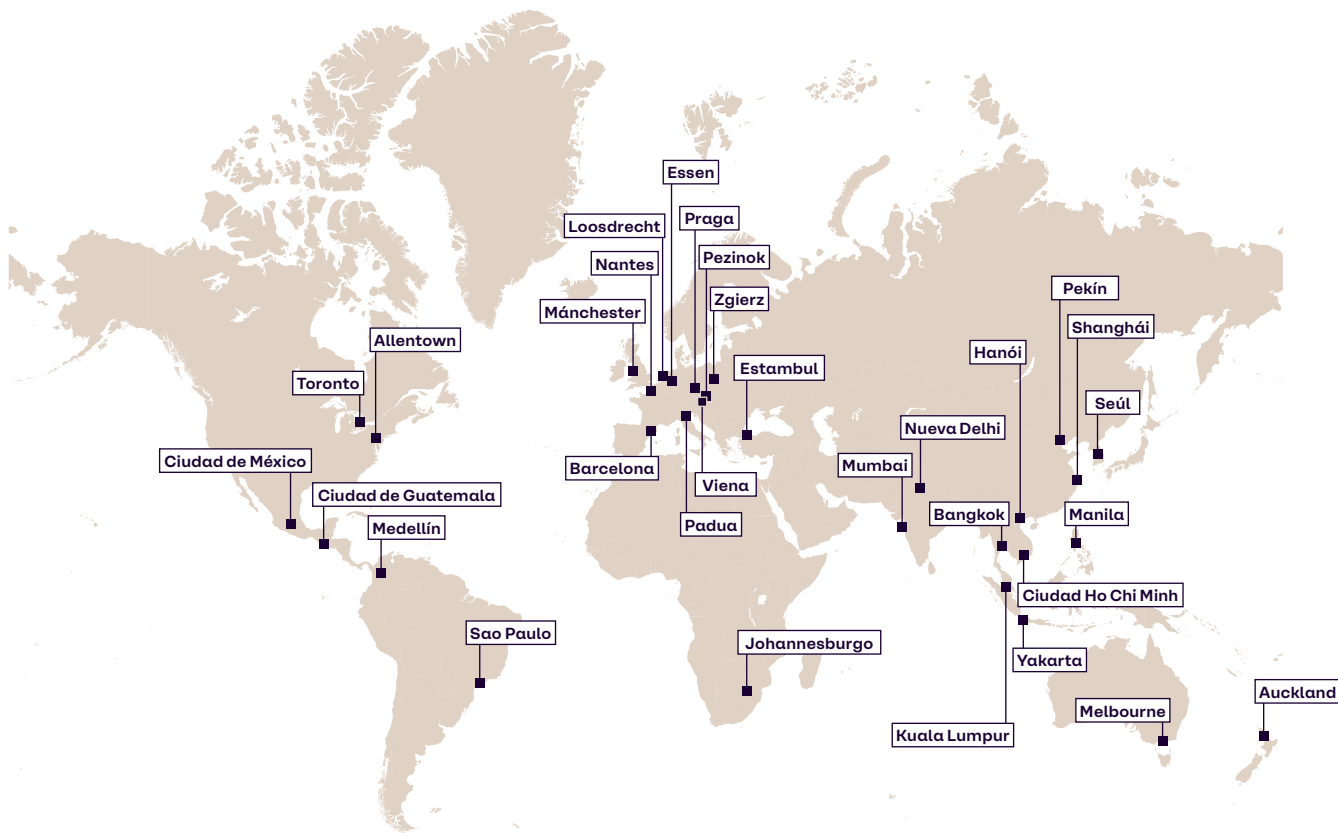 Essen
Praga
Loosdrecht
Pezinok
Nantes
Zgierz
Pekín
Mánchester
Shanghái
Allentown
Hanói
Estambul
Toronto
Seúl
Nueva Delhi
Ciudad de México
Mumbai
Barcelona
Viena
Ciudad de Guatemala
Bangkok
Manila
Padua
Medellín
Ciudad Ho Chi Minh
Sao Paulo
Johannesburgo
Yakarta
Auckland
Melbourne
Kuala Lumpur